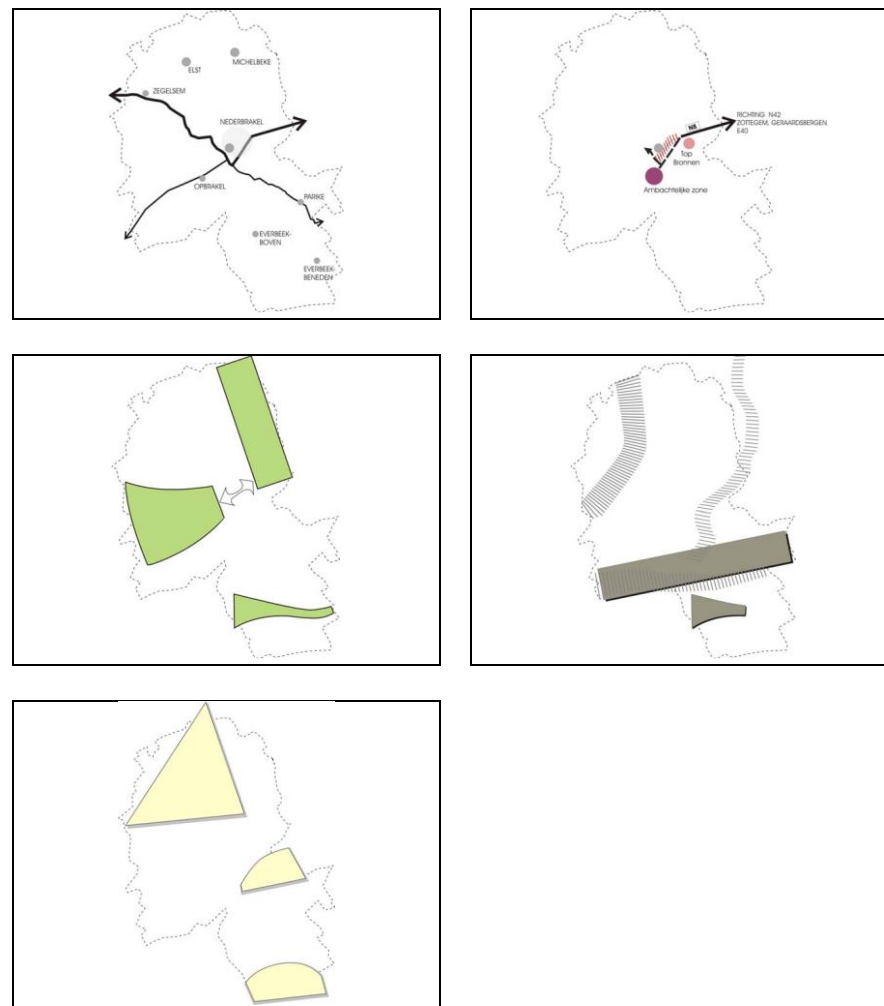 ELST
MICHELBEKE
ZEGELSEM
NEDERBRAKEL
OPBRAKEL
PARIKE
EVERBEEK-
BOVEN
EVERBEEK-
BENEDEN
N8
RICHTING N42
ZOTTEGEM, GERAARDSBERGEN,
E40
Top
Bronnen
Ambachtelijke zone